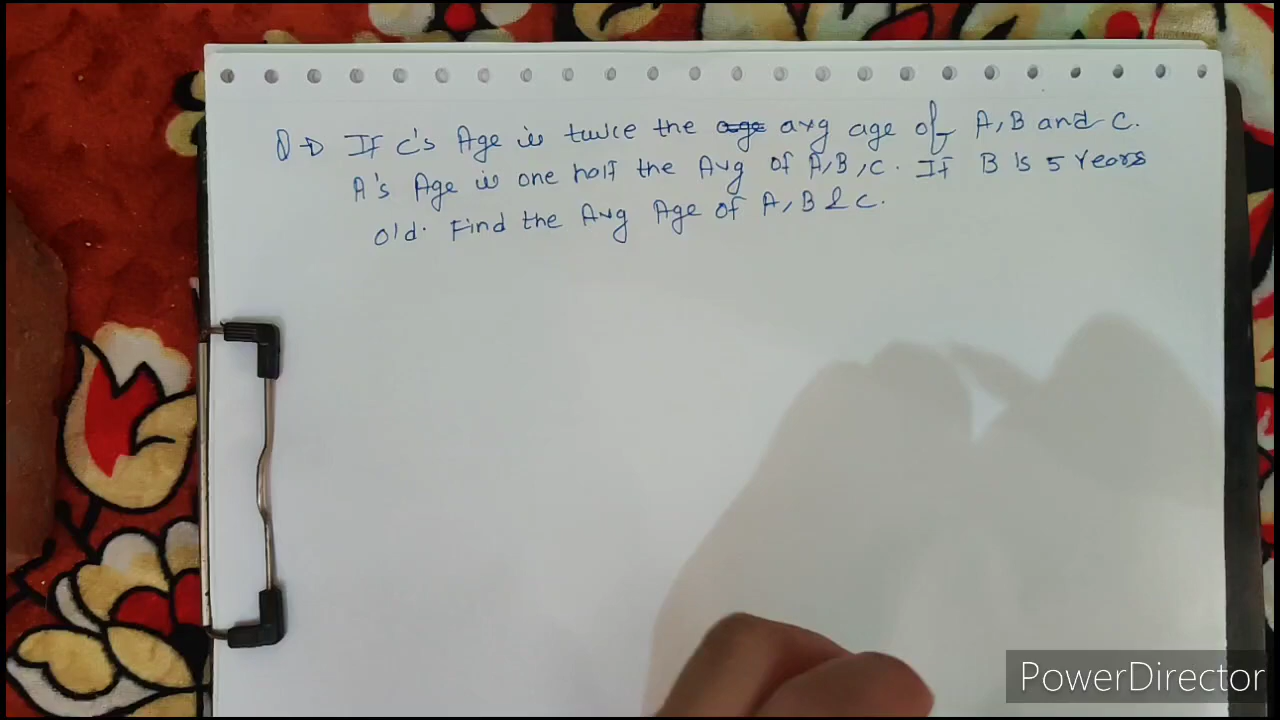 Q→ If C's Age is twice the age avg age of A, B and C.
A's Age is one half the Avg of A, B, C. If B is 5 Years
old. Find the Avg Age of A, B & C.
PowerDirector